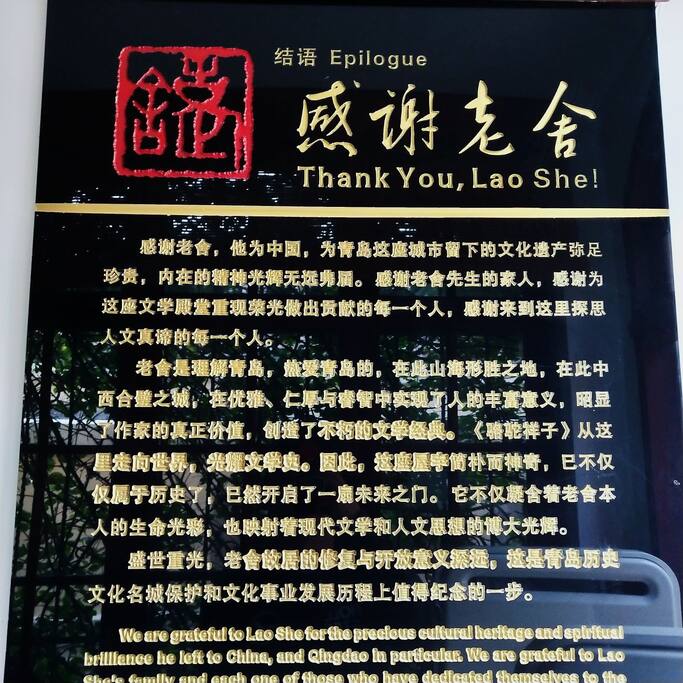 老舍
结语 Epilogue
感谢老舍
Thank You, Lao She!
感谢老舍，他为中国，为青岛这座城市留下的文化遗产弥足
珍贵，内在的精神光辉无远弗届。感谢老舍先生的家人，感谢为
这座文学殿堂重现荣光做出贡献的每一个人，感谢来到这里探思
人文真谛的每一个人。
老舍是理解青岛，热爱青岛的，在此山海形胜之地，在此中
西合璧之城，在优雅、仁厚与睿智中实现了人的丰富意义，昭显
了作家的真正价值，创造了不朽的文学经典。《骆驼祥子》从这
里走向世界，光耀文学史。因此，这座屋宇简朴而神奇，已不仅
仅属于历史了，已然开启了一扇未来之门。它不仅凝含着老舍本
人的生命光彩，也映射着现代文学和人文思想的博大光辉。
盛世重光，老舍故居的修复与开放意义深远，这是青岛历史
文化名城保护和文化事业发展历程上值得纪念的一步。
We are grateful to Lao She for the precious cultural heritage and spiritual
brilliance he left to China, and Qingdao in particular. We are grateful to Lao
She's family and each one of those who have dedicated themselves to the